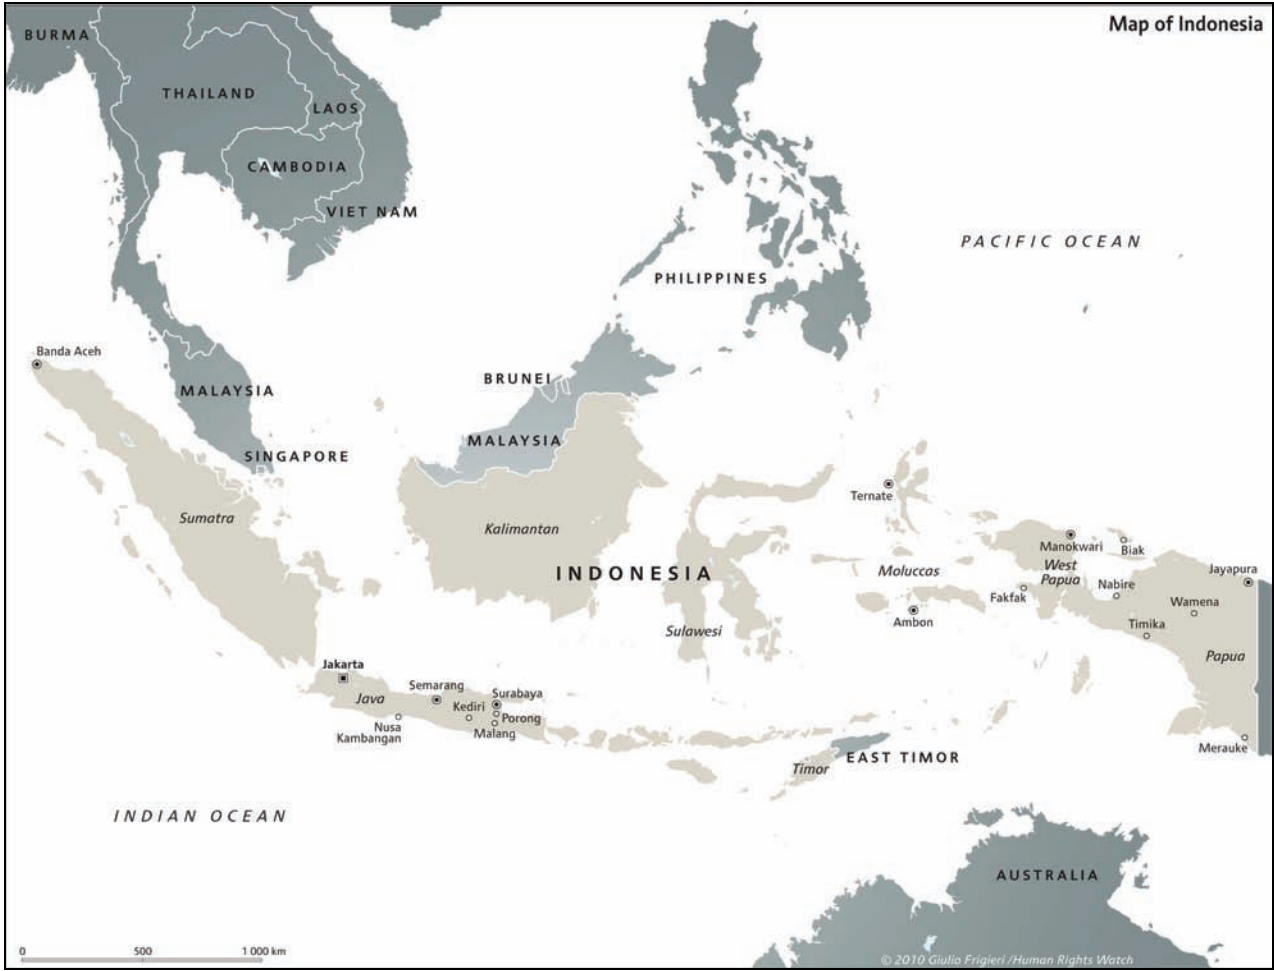 Map of Indonesia
BURMA
THAILAND
LAOS
CAMBODIA
VIET NAM
PACIFIC OCEAN
PHILIPPINES
Banda Aceh
BRUNEI
MALAYSIA
MALAYSIA
SINGAPORE
Ternate
Sumatra
Kalimantan
Manokwari
Biak
INDONESIA
Moluccas
West
Papua
Jayapura
Nabire
Fakfak
Wamena
Ambon
Timika
Sulawesi
Papua
Jakarta
Semarang
Surabaya
Java
Kediri
Porong
Nusa
Kambangan
Malang
Merauke
EAST TIMOR
Timor
INDIAN OCEAN
AUSTRALIA
0 500 1 000 km
© 2010 Giulio Frigieri /Human Rights Watch